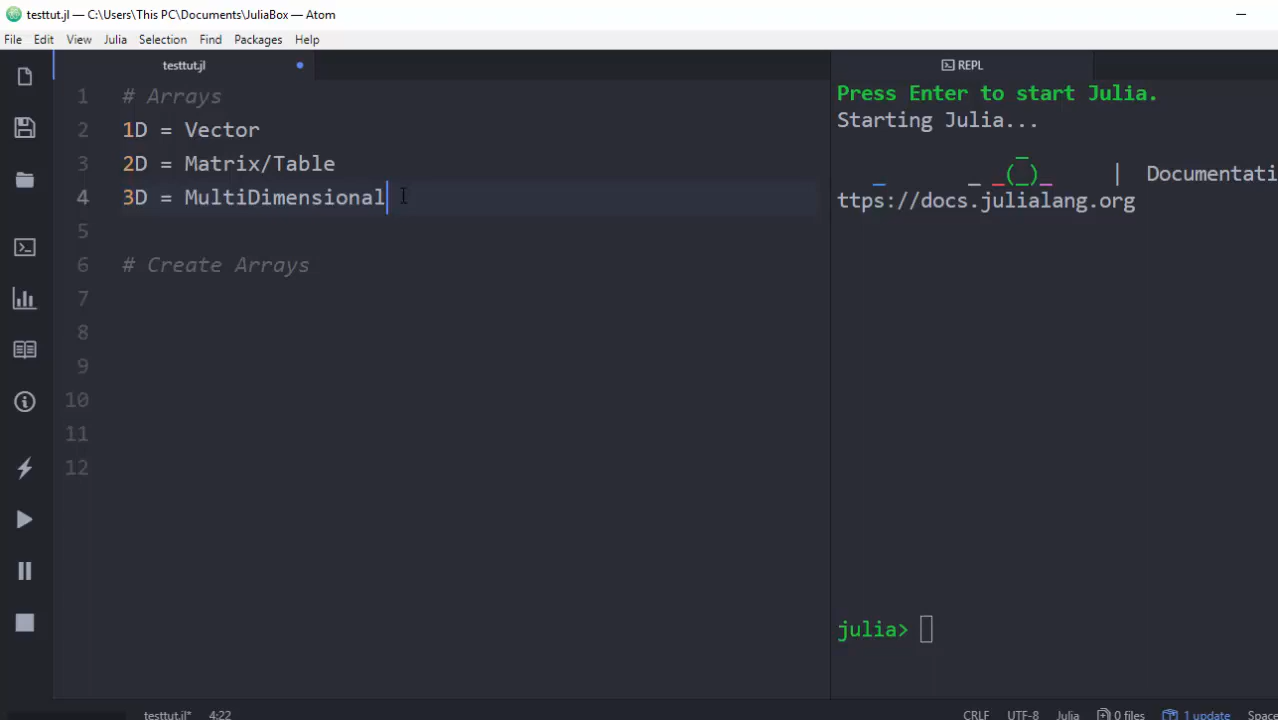 testtut.jl — C:\Users\This PC\Documents\JuliaBox — Atom
File Edit View Julia Selection Find Packages Help
testtut.jl
1 # Arrays
2 1D = Vector
3 2D = Matrix/Table
4 3D = MultiDimensional
5
6 # Create Arrays
7
8
9
10
11
12
REPL
Press Enter to start Julia.
Starting Julia...
_
_ _ _(_)_ | Documentati
ttps://docs.julialang.org
julia>
testtut.jl* 4:22 CRLF UTF-8 Julia 0 files 1 update Space